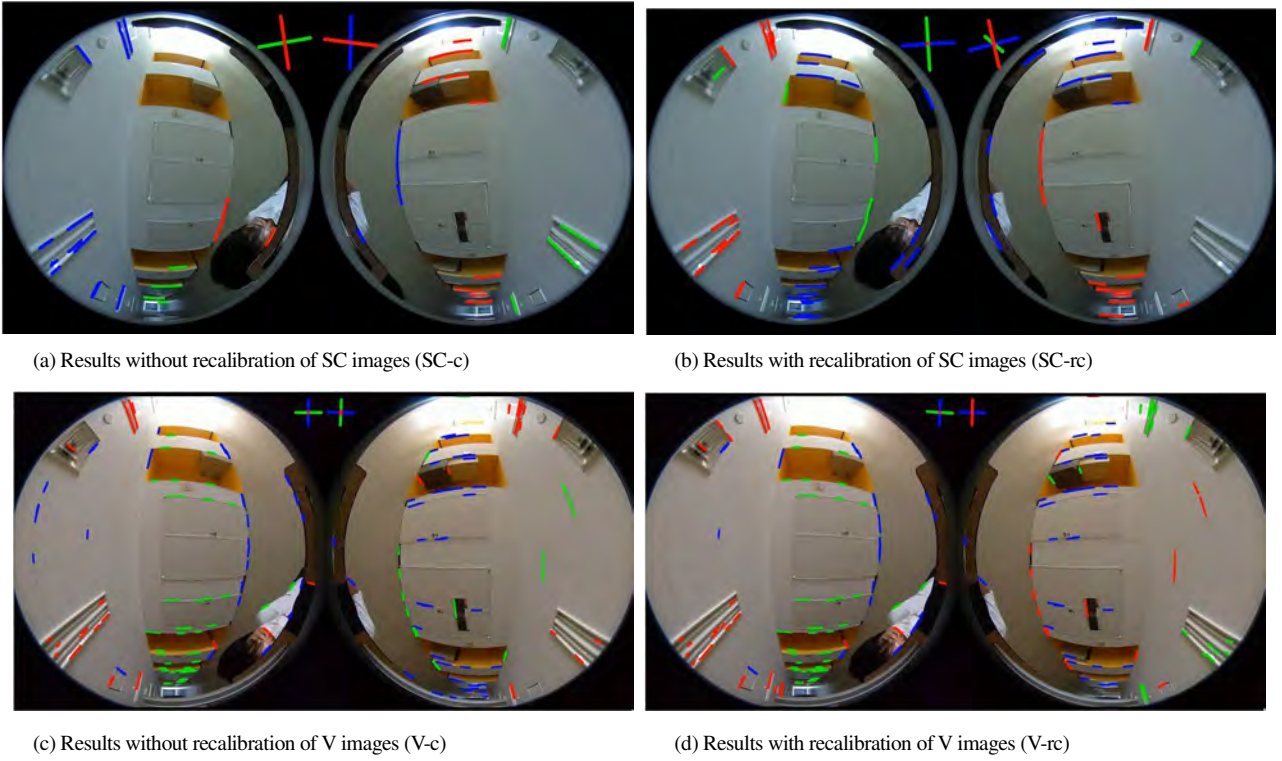 (a) Results without recalibration of SC images (SC-c)
(b) Results with recalibration of SC images (SC-rc)
(c) Results without recalibration of V images (V-c)
(d) Results with recalibration of V images (V-rc)